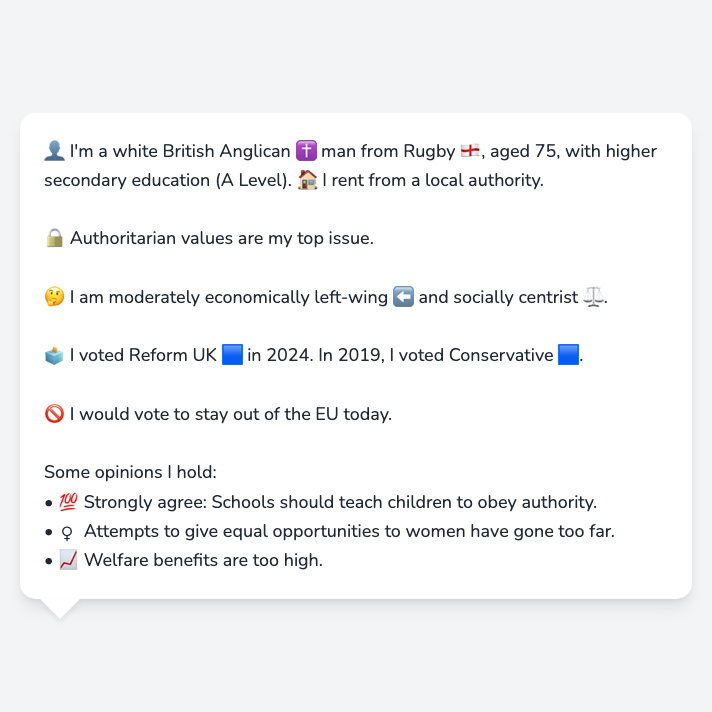 👤 I'm a white British Anglican ✝️ man from Rugby 🏴󠁧󠁢󠁥󠁮󠁧󠁿, aged 75, with higher
secondary education (A Level). 🏠 I rent from a local authority.
🔒 Authoritarian values are my top issue.
🤔 I am moderately economically left-wing ⬅️ and socially centrist ⚖️.
🗳️ I voted Reform UK 🟦 in 2024. In 2019, I voted Conservative 🟦.
🚫 I would vote to stay out of the EU today.
Some opinions I hold:
• 💯 Strongly agree: Schools should teach children to obey authority.
• ♀ Attempts to give equal opportunities to women have gone too far.
• 📈 Welfare benefits are too high.